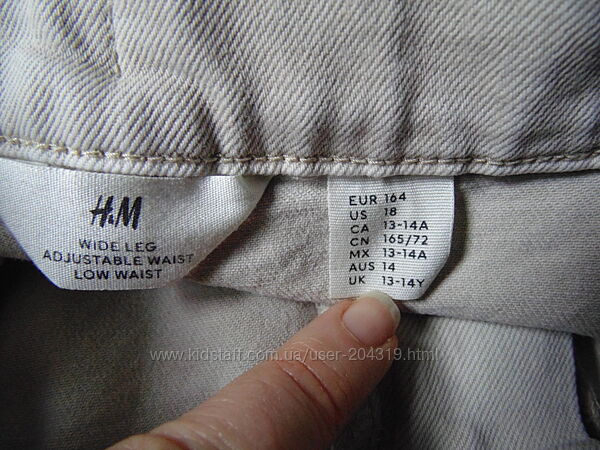 H&M
WIDE LEG
ADJUSTABLE WAIST
LOW WAIST
EUR 164
US 18
CA 13-14A
CN 165/72
MX 13-14A
AUS 14
UK 13-14Y
www.kidstaff.com.ua/user-204319.html